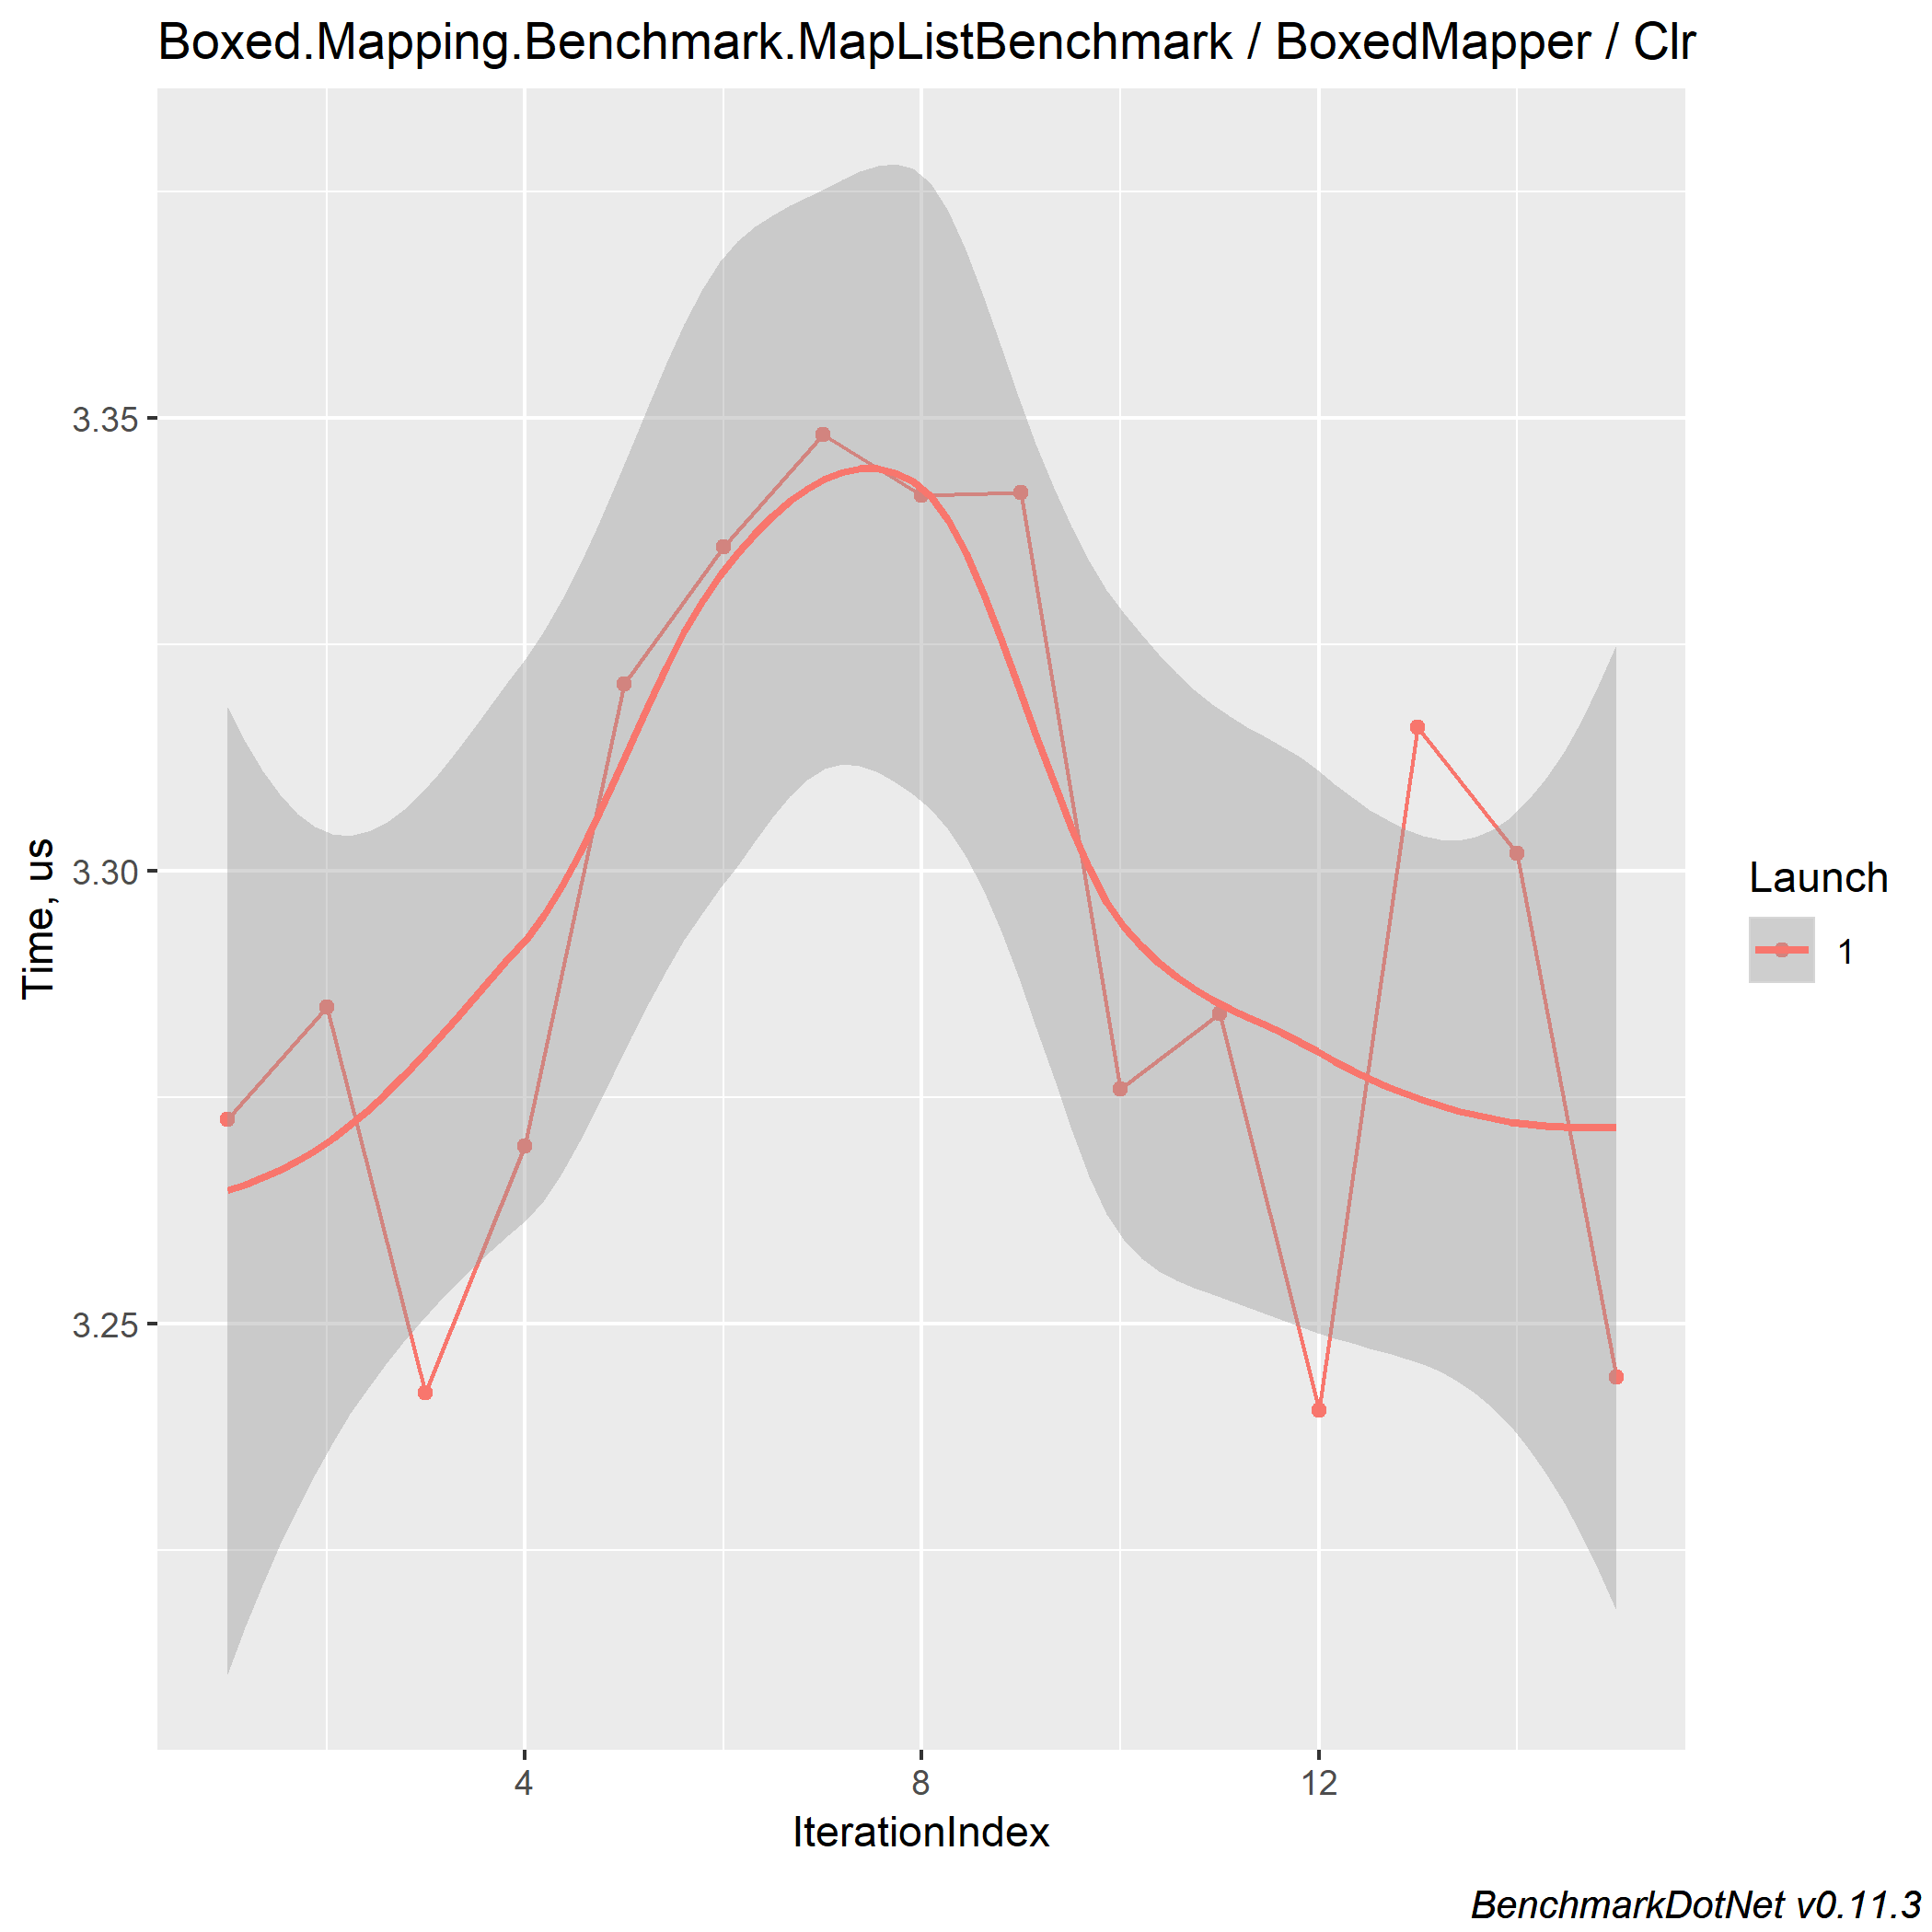 Boxed.Mapping.Benchmark.MapListBenchmark / BoxedMapper / Clr
3.35
3.30
3.25
Time, us
4
8
12
IterationIndex
Launch
1
BenchmarkDotNet v0.11.3